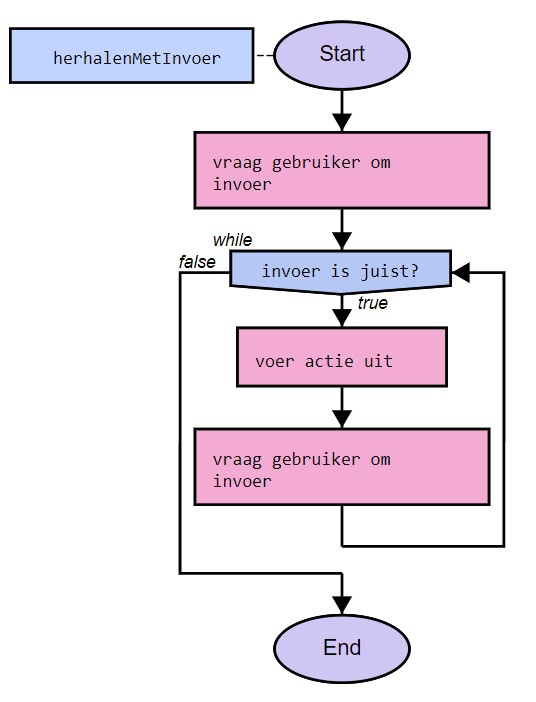 herhalenMetInvoer
Start
vraag gebruiker om
invoer
while
false
invoer is juist?
true
voer actie uit
vraag gebruiker om
invoer
End